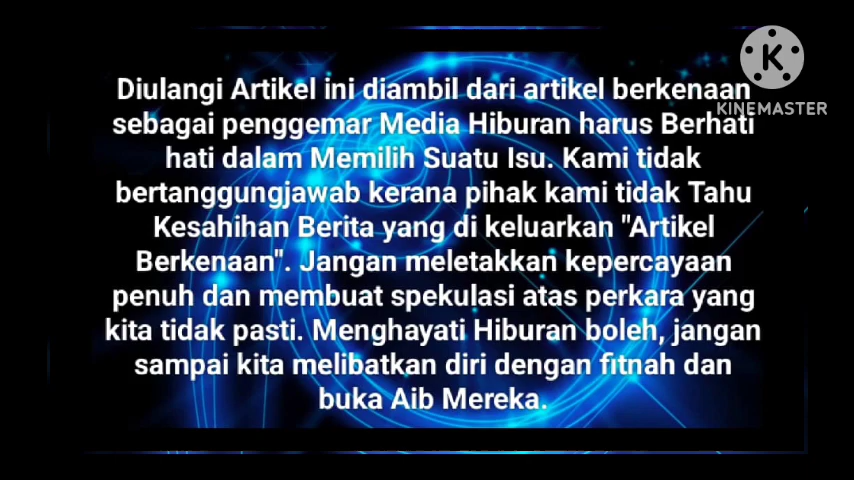 Diulangi Artikel ini diambil dari artikel berkenaan
sebagai penggemar Media Hiburan harus Berhati
hati dalam Memilih Suatu Isu. Kami tidak
bertanggungjawab kerana pihak kami tidak Tahu
Kesahihan Berita yang di keluarkan "Artikel
Berkenaan". Jangan meletakkan kepercayaan
penuh dan membuat spekulasi atas perkara yang
kita tidak pasti. Menghayati Hiburan boleh, jangan
sampai kita melibatkan diri dengan fitnah dan
buka Aib Mereka.
K
KINEMASTER